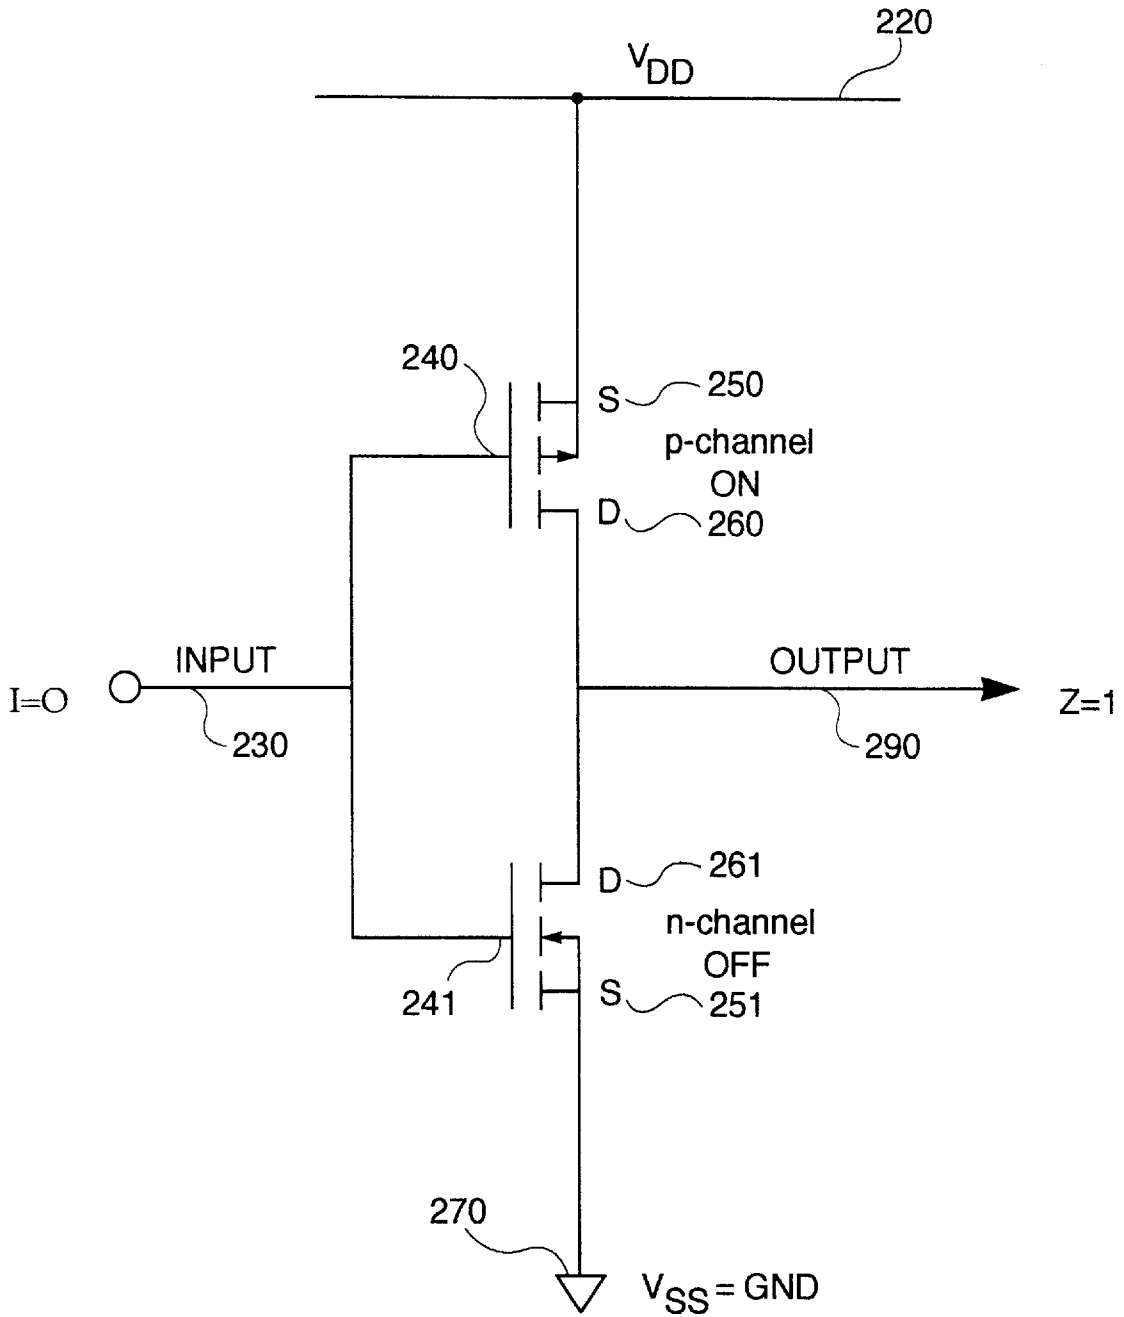 220
VDD
240
S 250
p-channel
ON
D 260
INPUT
OUTPUT
I=O
Z=1
230
290
D 261
n-channel
OFF
241
S 251
270
VSS = GND